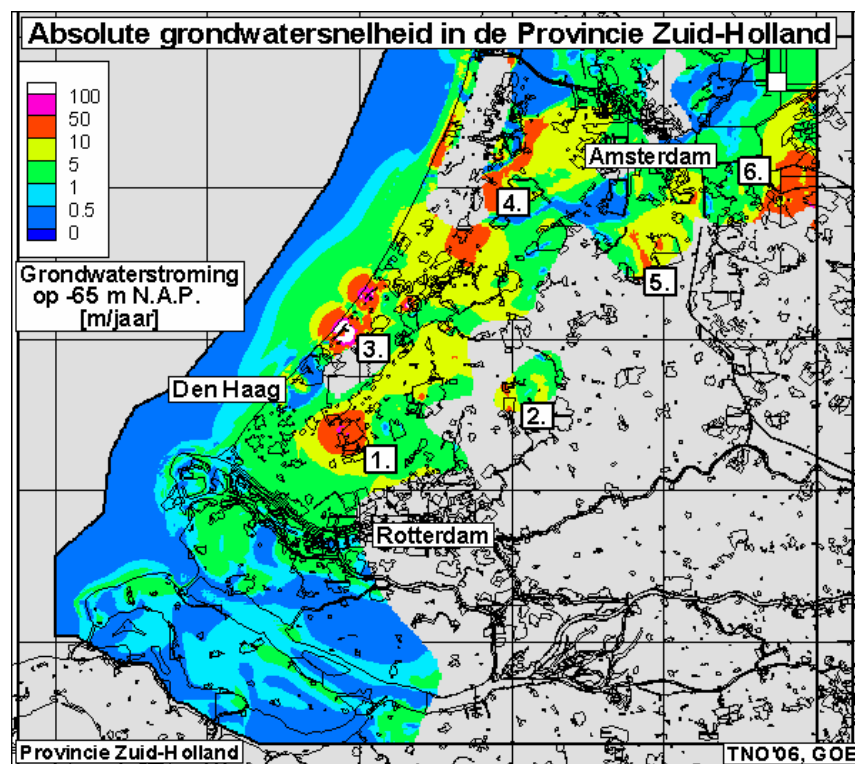 Absolute grondwatersnelheid in de Provincie Zuid-Holland
100
50
10
5
1
0.5
0
Grondwaterstroming
op -65 m N.A.P.
[m/jaar]
Amsterdam
6.
4.
5.
3.
Den Haag
2.
1.
Rotterdam
Provincie Zuid-Holland
TNO'06, GOE